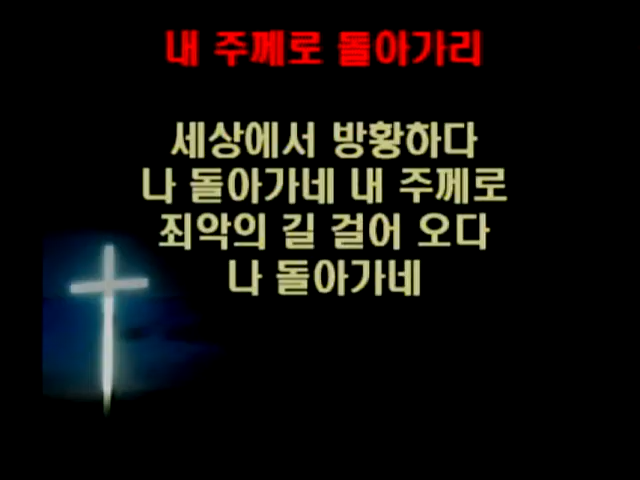 내 주께로 돌아가리
세상에서 방황하다
나 돌아가네 내 주께로
죄악의 길 걸어 오다
나 돌아가네